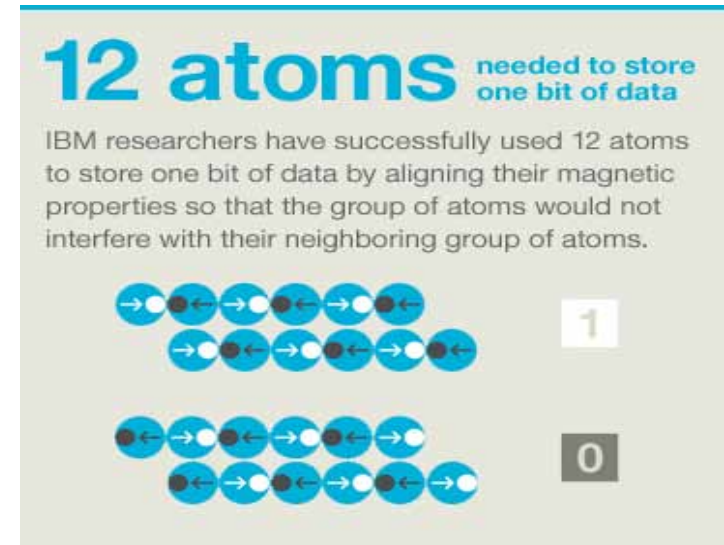 12 atoms needed to store
one bit of data
IBM researchers have successfully used 12 atoms
to store one bit of data by aligning their magnetic
properties so that the group of atoms would not
interfere with their neighboring group of atoms.
1
0